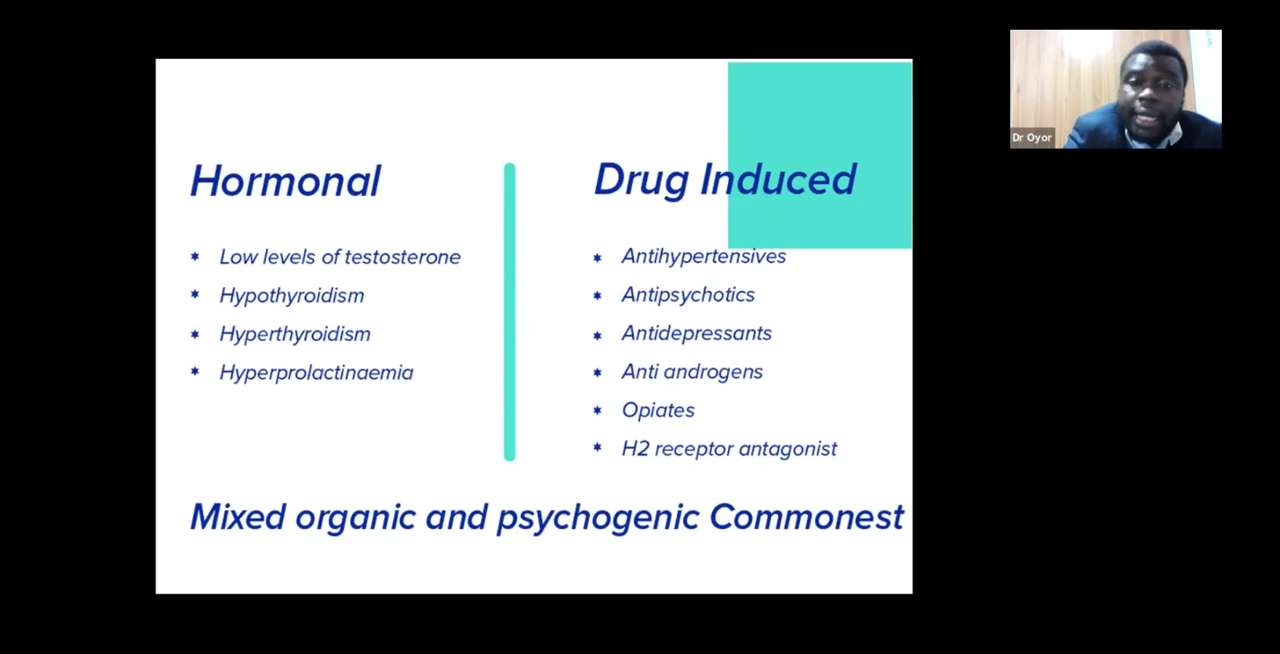 Hormonal
* Low levels of testosterone
* Hypothyroidism
* Hyperthyroidism
* Hyperprolactinaemia
Drug Induced
* Antihypertensives
* Antipsychotics
* Antidepressants
* Anti androgens
* Opiates
* H2 receptor antagonist
Mixed organic and psychogenic Commonest
Dr Oyor